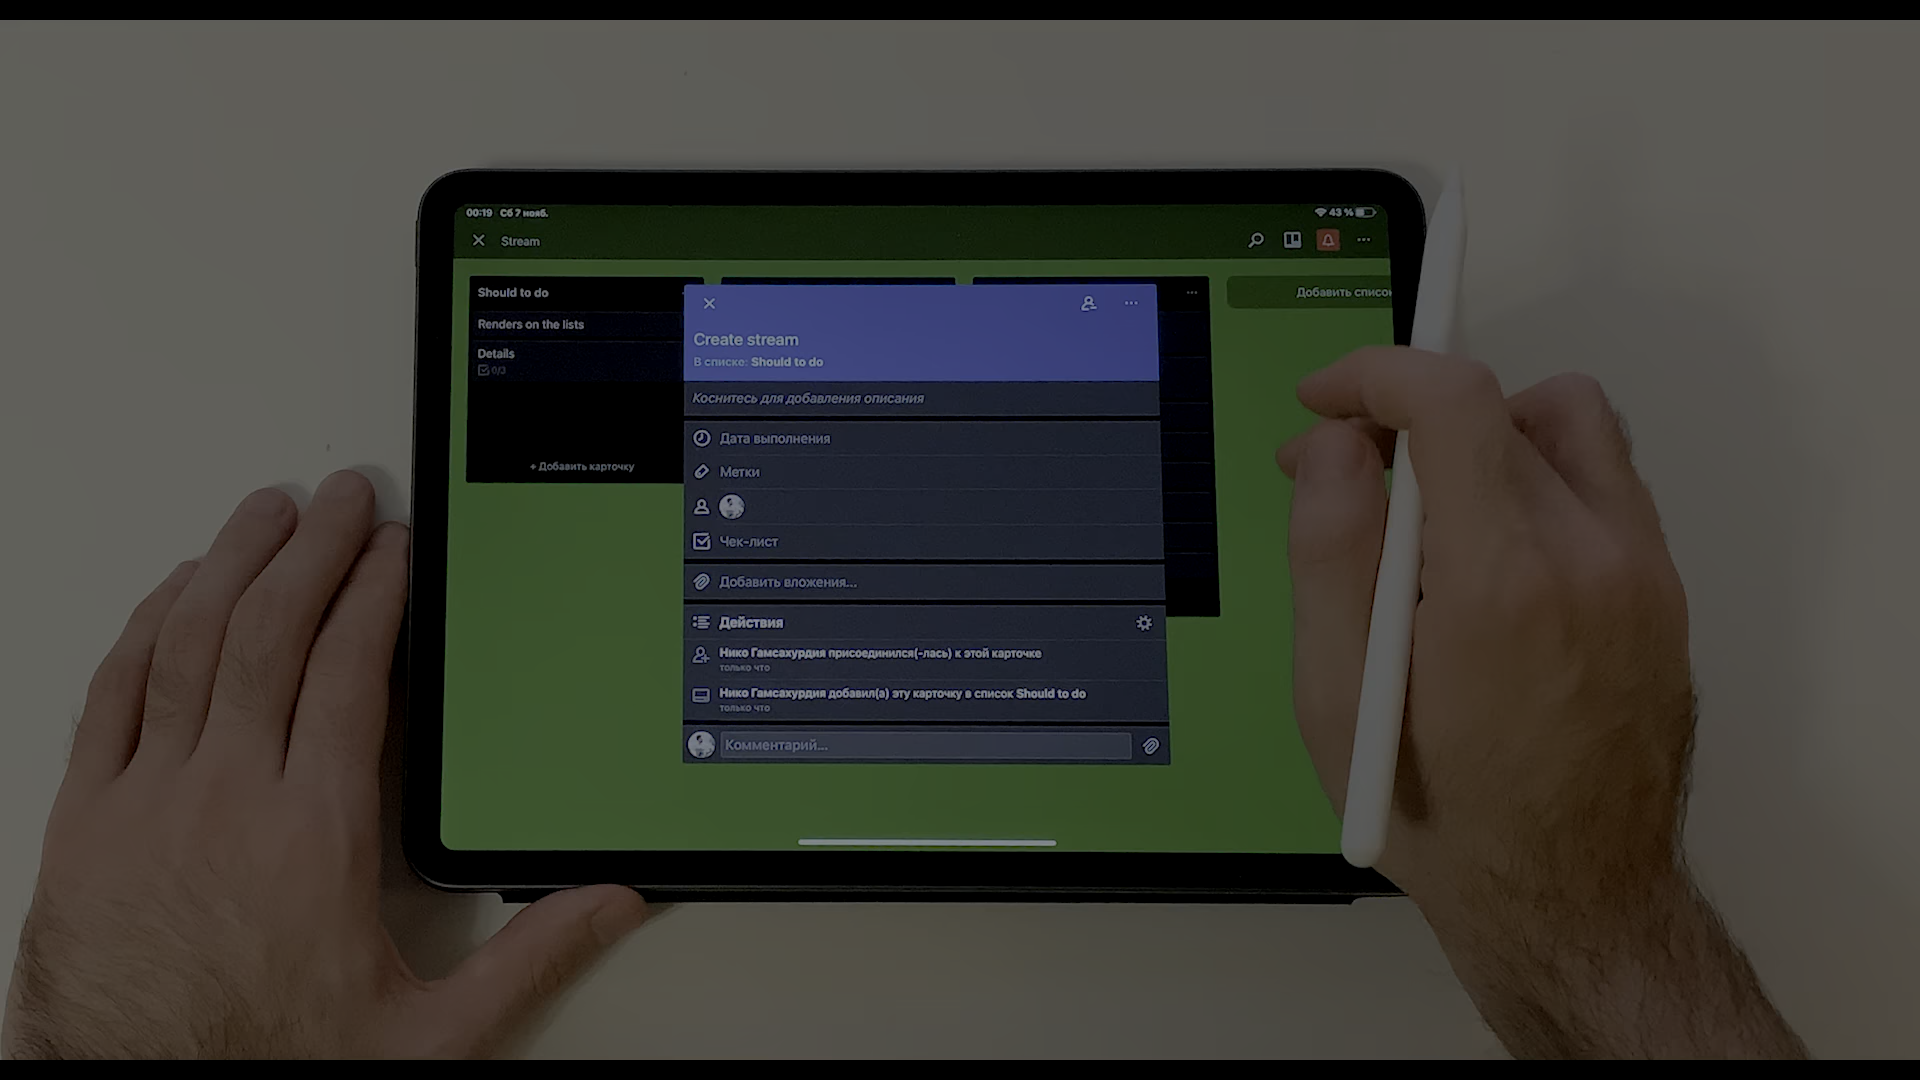 00:19 Сб 7 нояб.
43 %
Stream
Should to do
Renders on the lists
Details
0/3
+ Добавить карточку
Добавить список
Create stream
В списке: Should to do
Коснитесь для добавления описания
Дата выполнения
Метки
Чек-лист
Добавить вложения...
Действия
Нико Гамсахурдия присоединился(-лась) к этой карточке
только что
Нико Гамсахурдия добавил(а) эту карточку в список Should to do
только что
Комментарий...